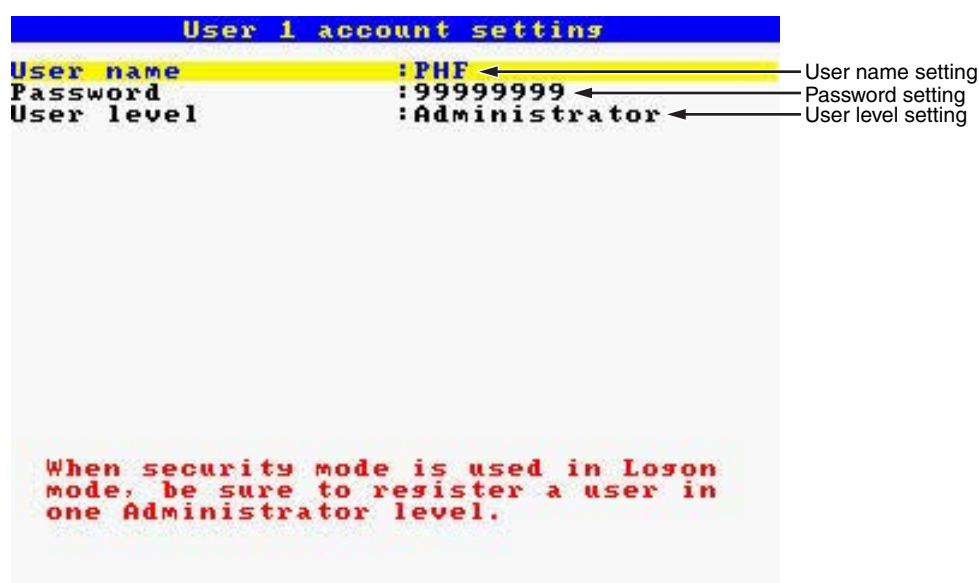 User 1 account setting
User name :PHF User name setting
Password :99999999 Password setting
User level :Administrator User level setting
When security mode is used in Logon
mode, be sure to register a user in
one Administrator level.